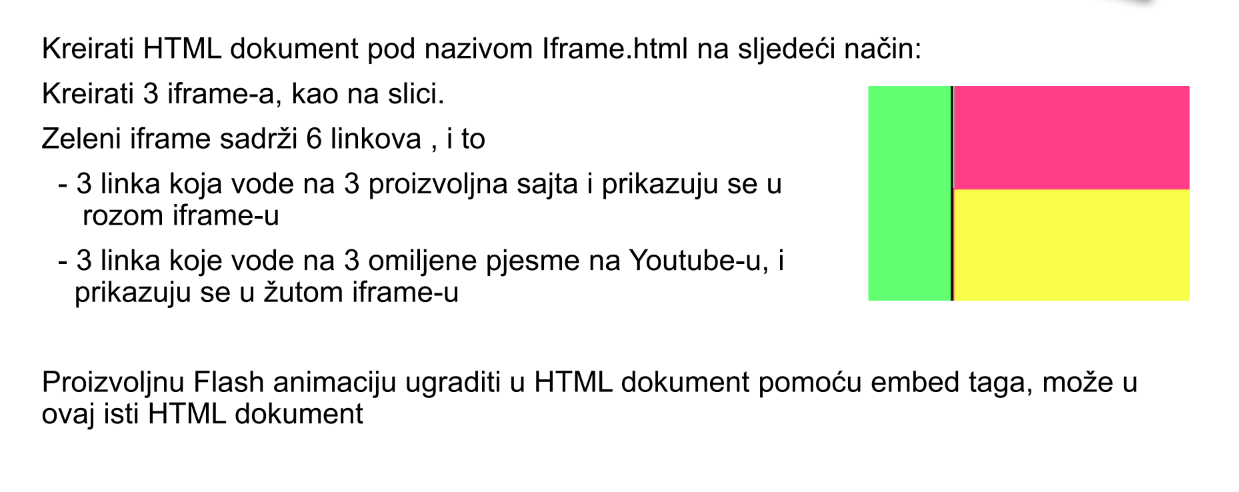 Kreirati HTML dokument pod nazivom Iframe.html na sljedeći način:
Kreirati 3 iframe-a, kao na slici.
Zeleni iframe sadrži 6 linkova , i to
- 3 linka koja vode na 3 proizvoljna sajta i prikazuju se u
rozom iframe-u
- 3 linka koje vode na 3 omiljene pjesme na Youtube-u, i
prikazuju se u žutom iframe-u
Proizvoljnu Flash animaciju ugraditi u HTML dokument pomoću embed taga, može u
ovaj isti HTML dokument